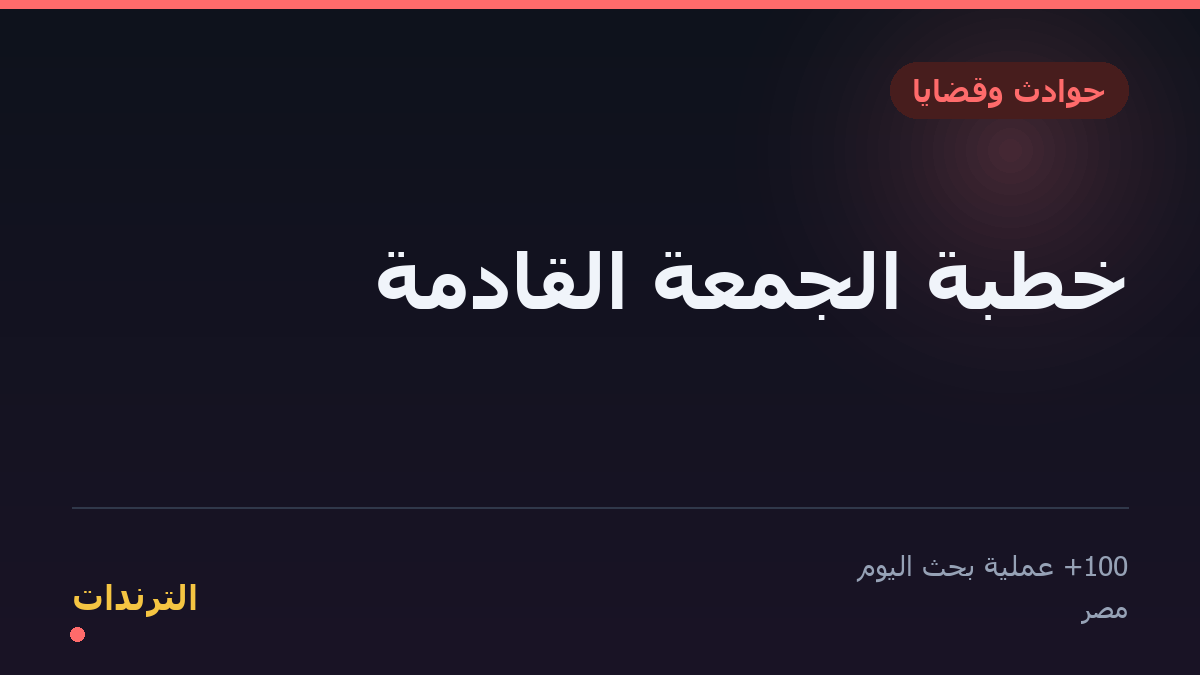 حوادث وقضايا
خطبة الجمعة القادمة
100+ عملية بحث اليوم
مصر
الترندات